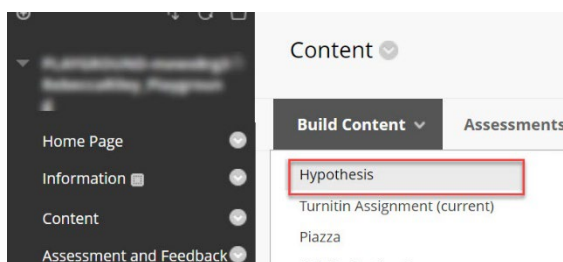 Home Page
Information
Content
Assessment and Feedback
Content
Build Content
Assessments
Hypothesis
Turnitin Assignment (current)
Piazza